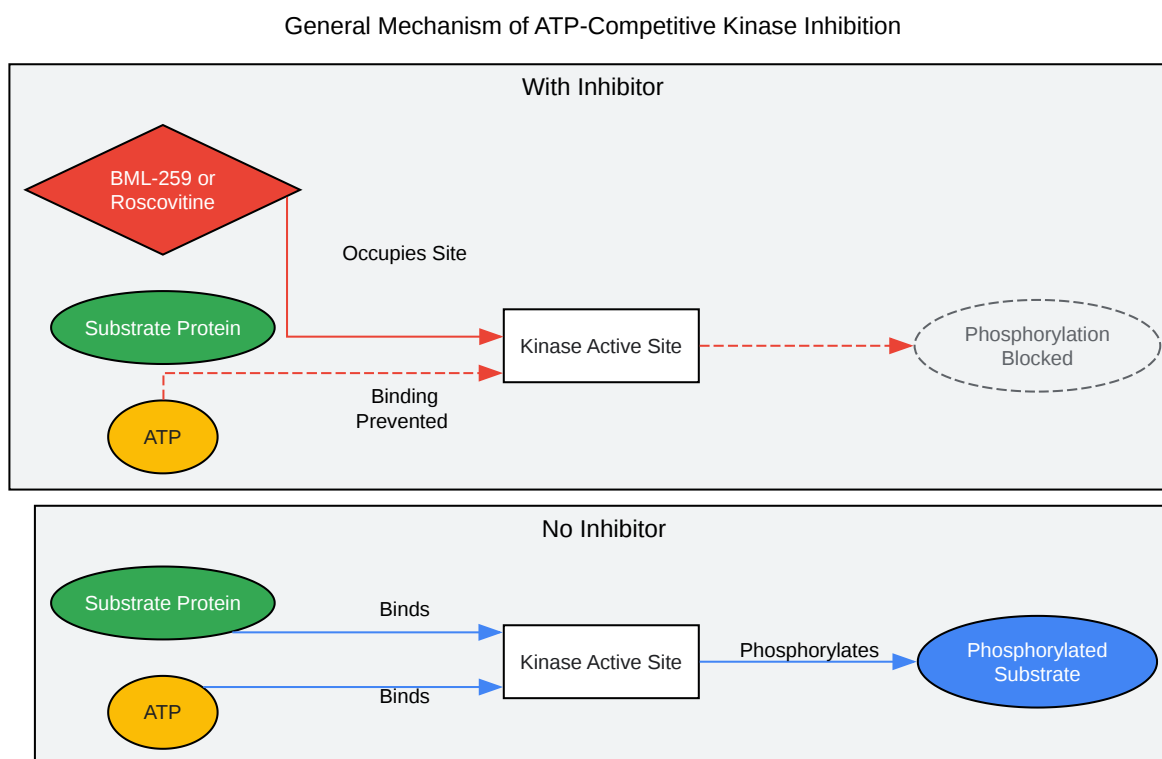 General Mechanism of ATP-Competitive Kinase Inhibition
With Inhibitor
BML-259 or
Roscovitine
Occupies Site
Substrate Protein
Kinase Active Site
Phosphorylation
Blocked
Binding
Prevented
ATP
No Inhibitor
Substrate Protein
Binds
Kinase Active Site
Phosphorylates
Phosphorylated
Substrate
Binds
ATP